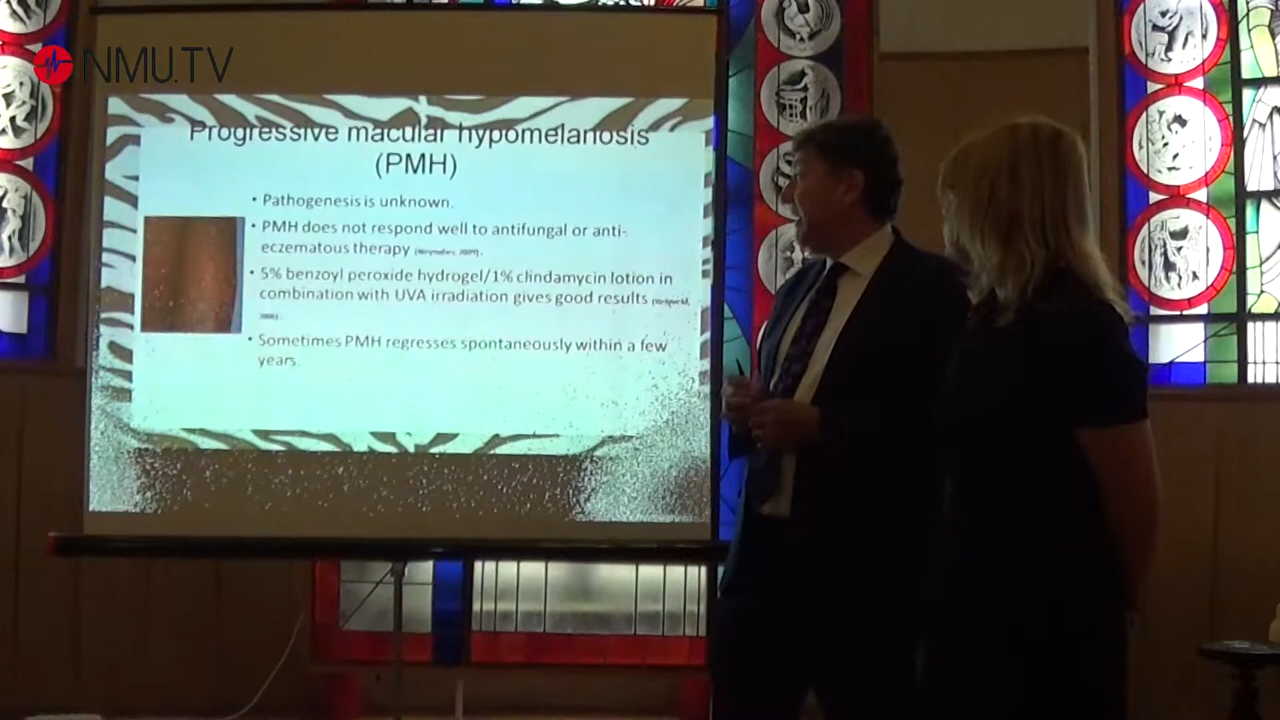 NMU.TV
Progressive macular hypomelanosis
(PMH)
• Pathogenesis is unknown.
• PMH does not respond well to antifungal or anti-
eczematous therapy
• 5% benzoyl peroxide hydrogel/1% clindamycin lotion in
combination with UVA irradiation gives good results
• Sometimes PMH regresses spontaneously within a few
years.